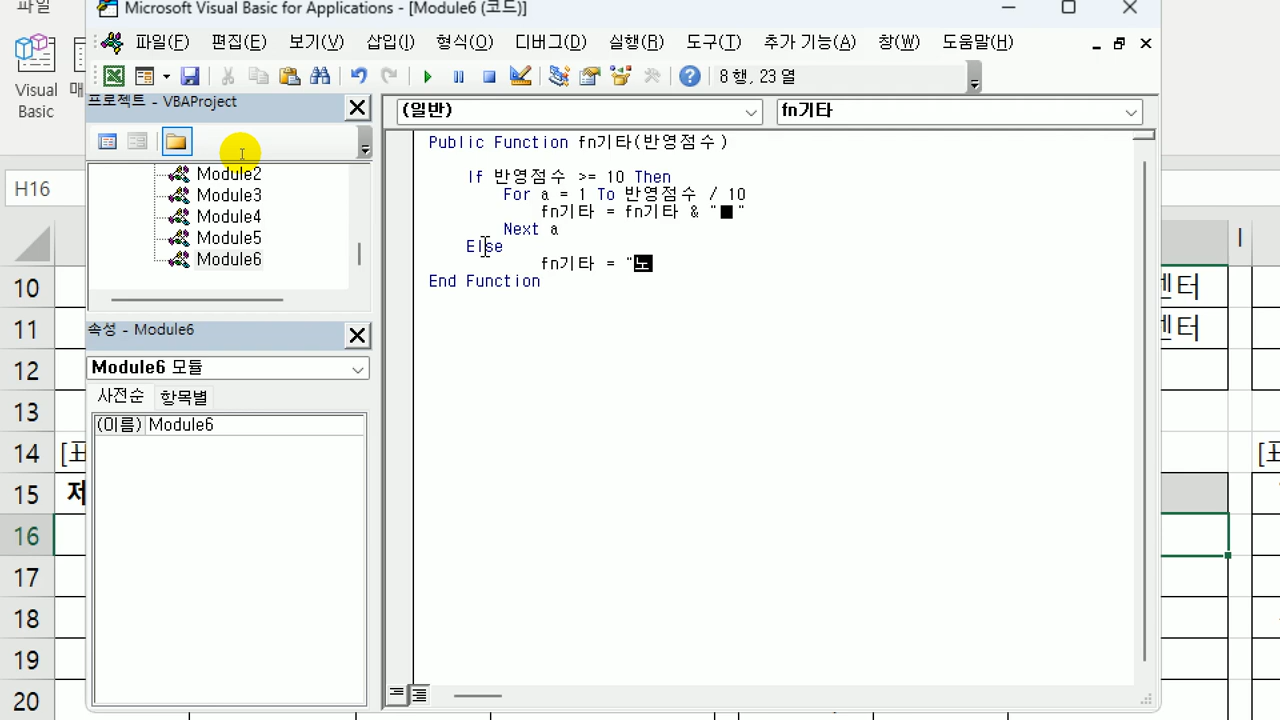 파일
Microsoft Visual Basic for Applications - [Module6 (코드)]
파일(F) 편집(E) 보기(V) 삽입(I) 형식(O) 디버그(D) 실행(R) 도구(T) 추가 기능(A) 창(W) 도움말(H)
Visual
Basic
매
8 행, 23 열
프로젝트 - VBAProject
(일반)
fn기타
Module2
Module3
Module4
Module5
Module6
Public Function fn기타(반영점수)
If 반영점수 >= 10 Then
For a = 1 To 반영점수 / 10
fn기타 = fn기타 & "■"
Next a
Else
fn기타 = "노
End Function
속성 - Module6
Module6 모듈
사전순 항목별
(이름) Module6
H16
I
10
11
12
13
14 [표
15 제
16
17
18
19
20
센터
센터
[표